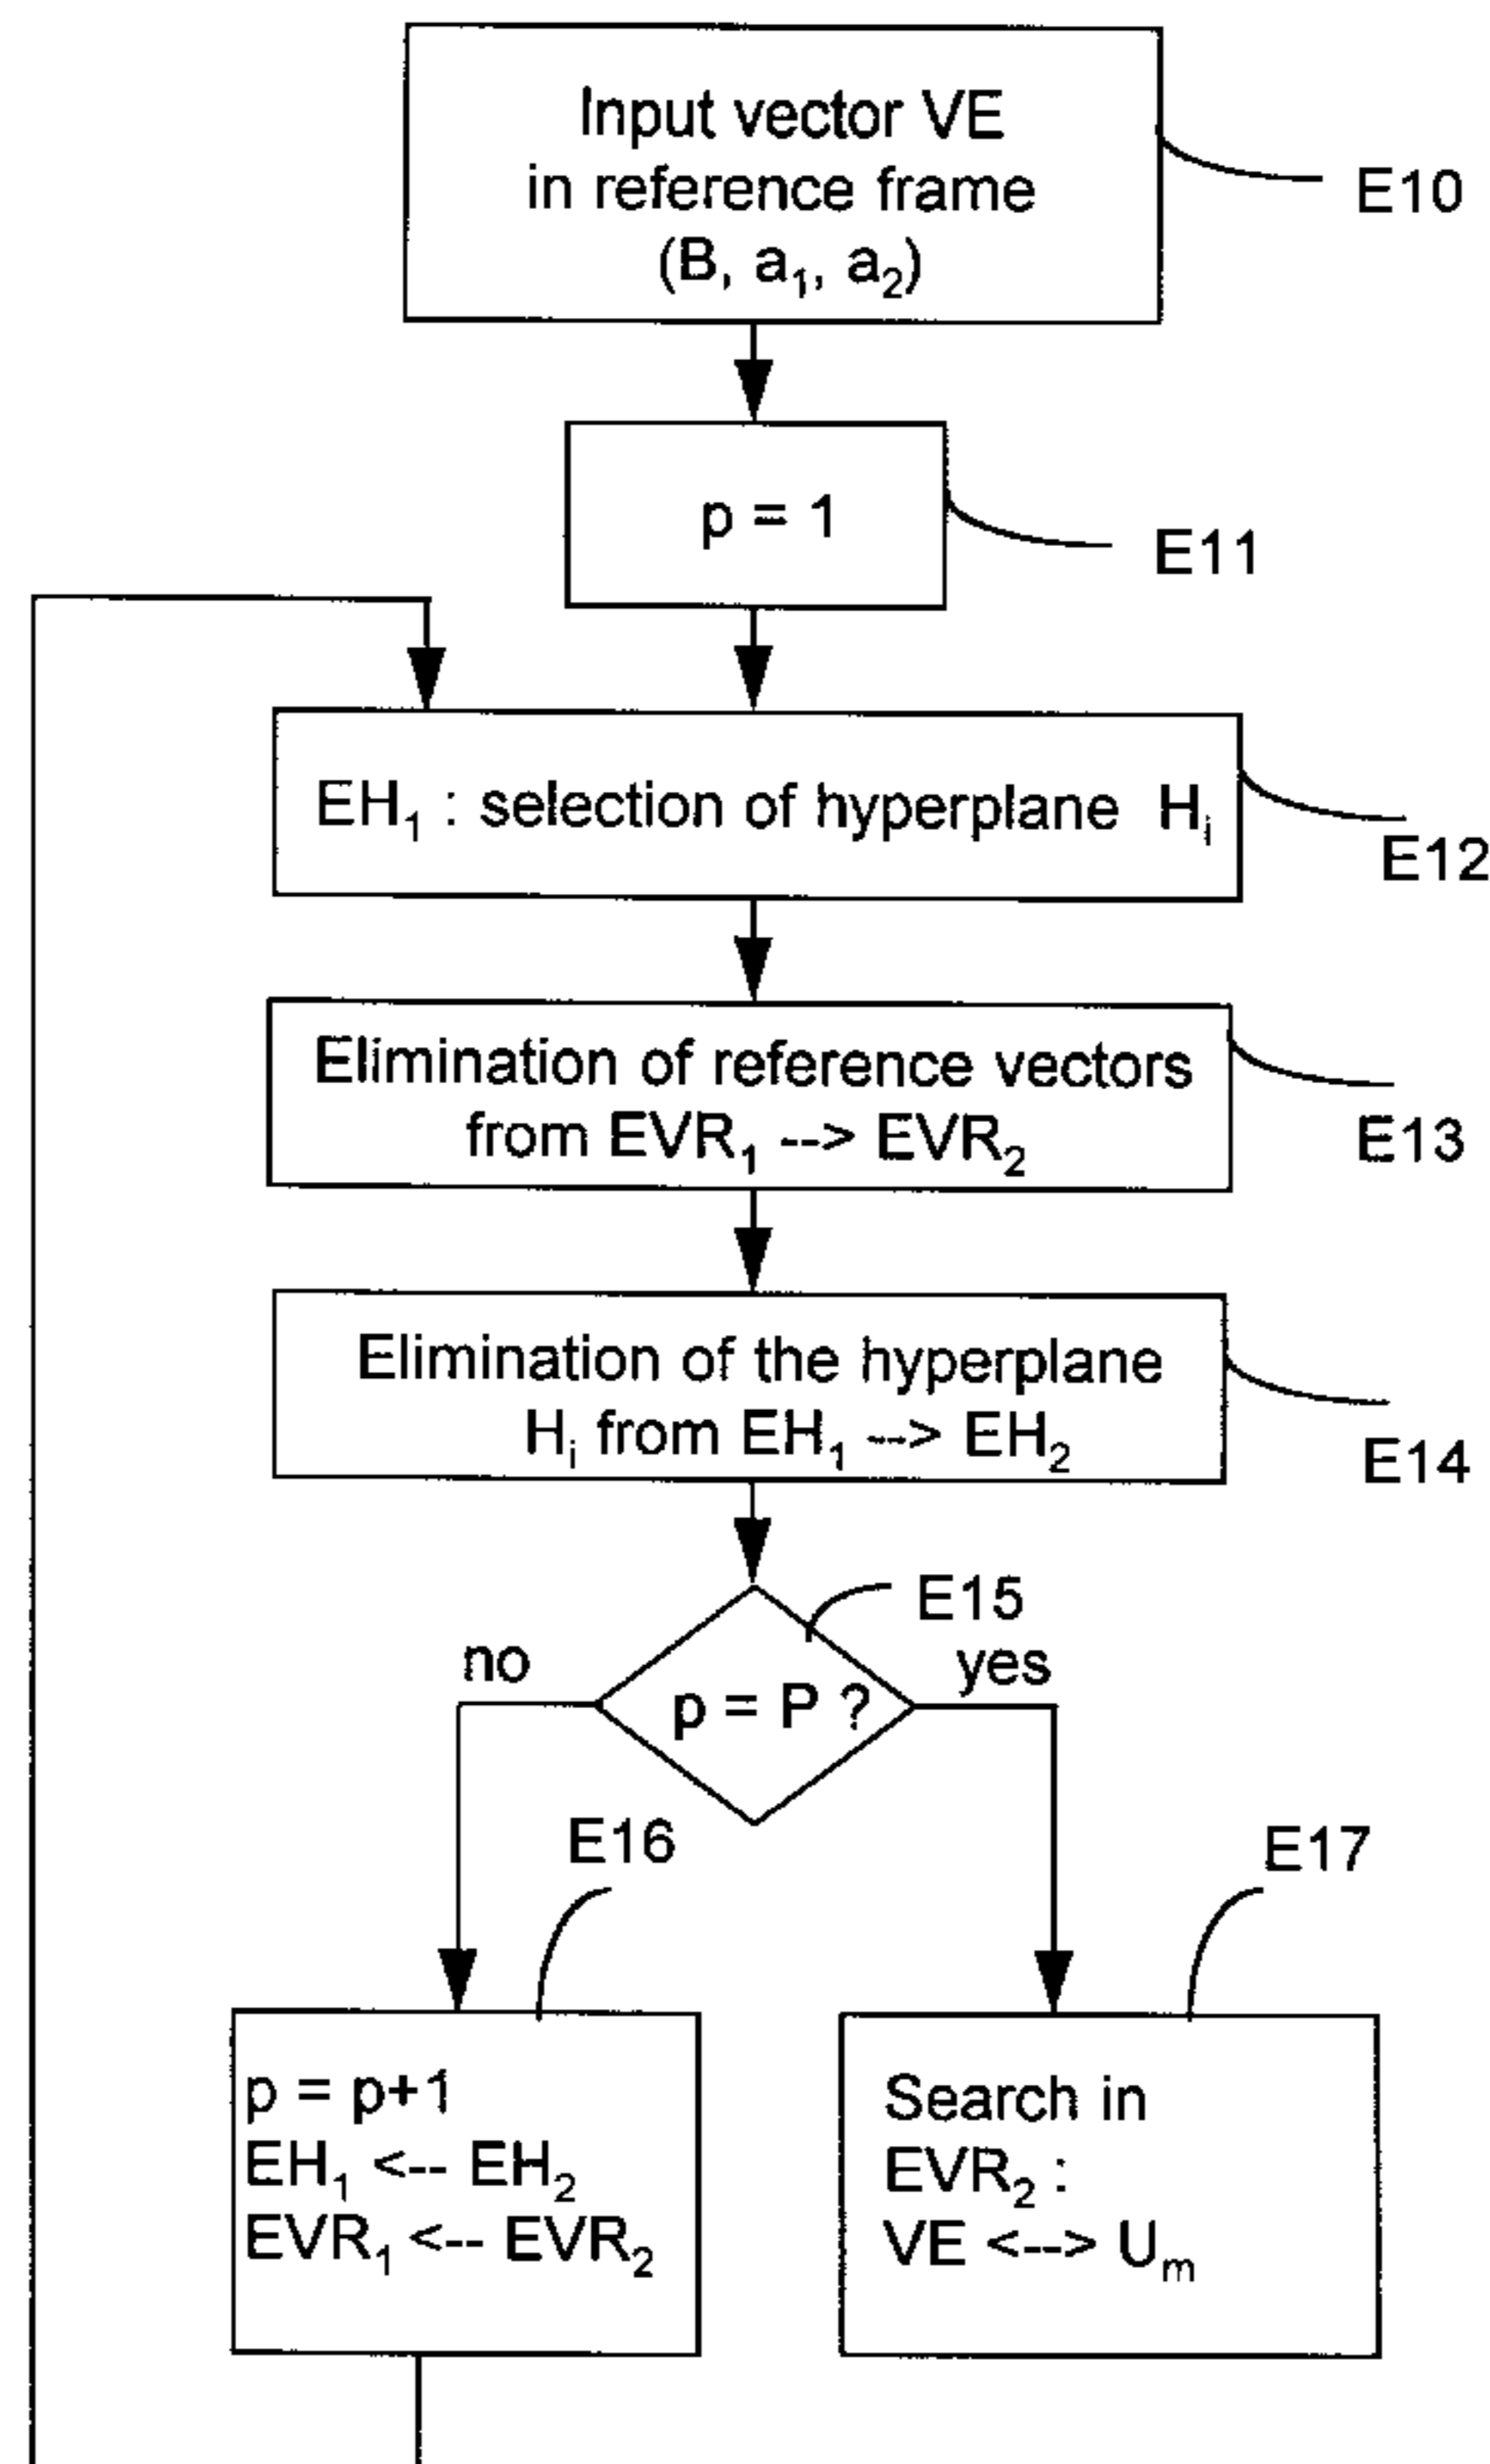 Input vector VE
in reference frame
(B, a₁, a₂)
E10
p = 1
E11
EH₁ : selection of hyperplane Hᵢ
E12
Elimination of reference vectors
from EVR₁ --> EVR₂
E13
Elimination of the hyperplane
Hᵢ from EH₁ --> EH₂
E14
E15
no
yes
p = P ?
E16
E17
p = p+1
EH₁ <-- EH₂
EVR₁ <-- EVR₂
Search in
EVR₂ :
VE <--> Uₘ